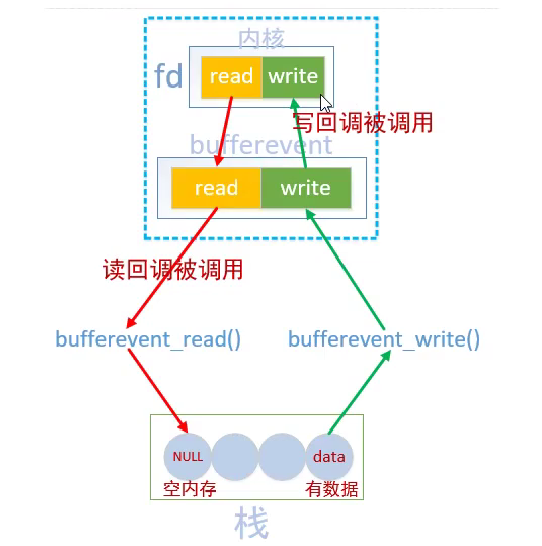 内核
fd
read
write
写回调被调用
bufferevent
read
write
读回调被调用
bufferevent_read()
bufferevent_write()
NULL
data
空内存
有数据
栈